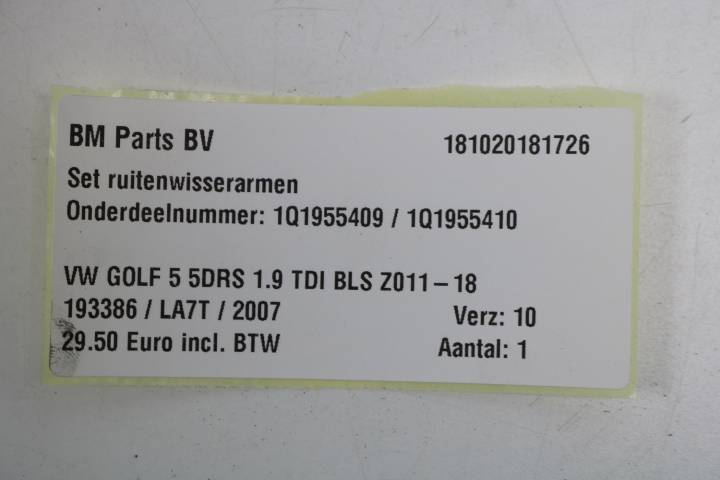 BM Parts BV 181020181726
Set ruitenwisserarmen
Onderdeelnummer: 1Q1955409 / 1Q1955410
VW GOLF 5 5DRS 1.9 TDI BLS Z011-18
193386 / LA7T / 2007 Verz: 10
29.50 Euro incl. BTW Aantal: 1